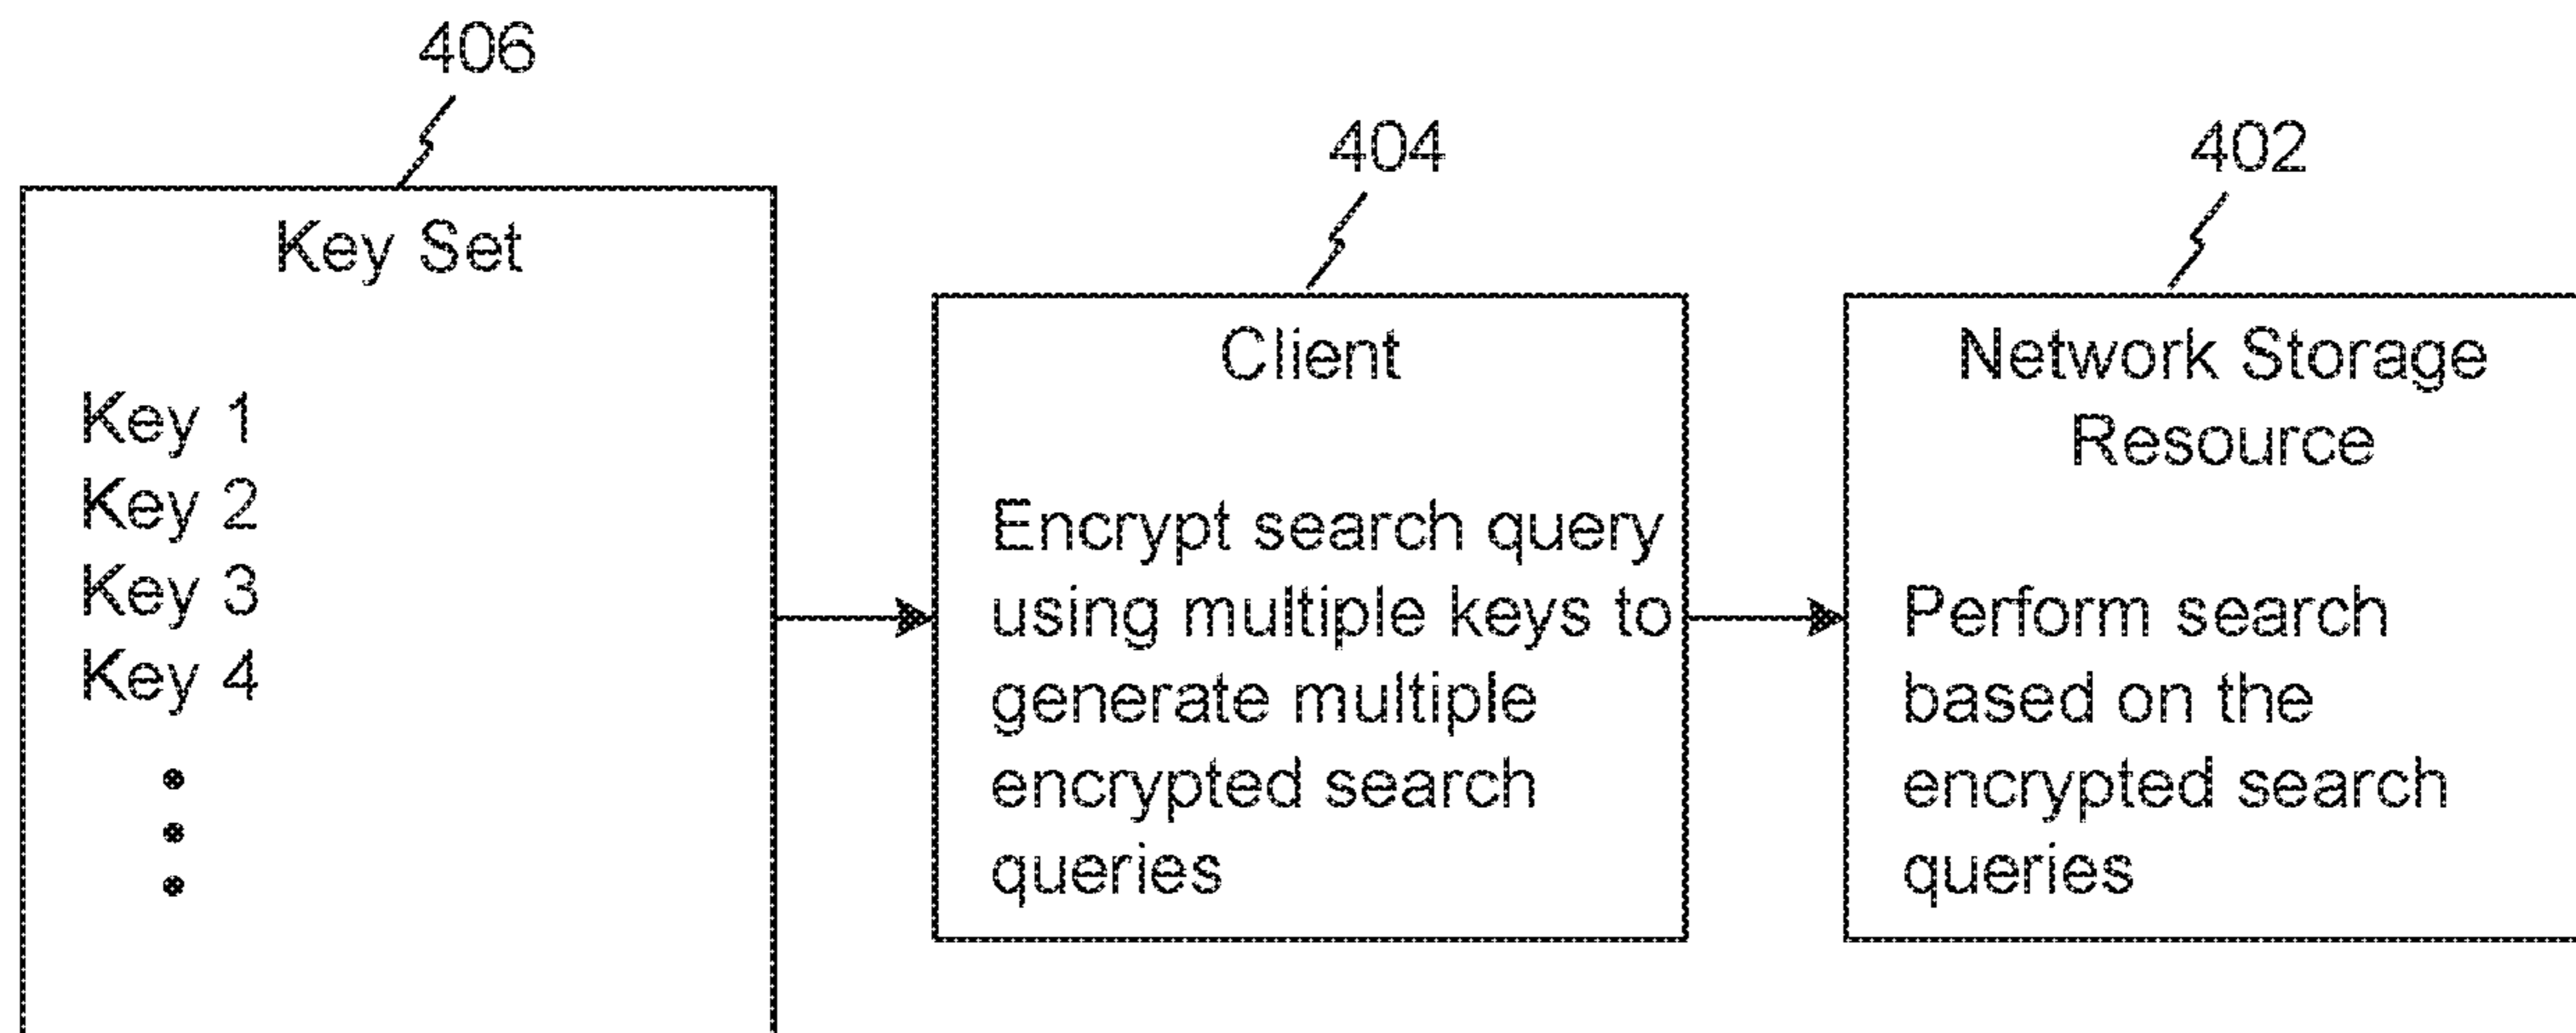 406
Key Set
Key 1
Key 2
Key 3
Key 4
404
Client
Encrypt search query
using multiple keys to
generate multiple
encrypted search
queries
402
Network Storage
Resource
Perform search
based on the
encrypted search
queries